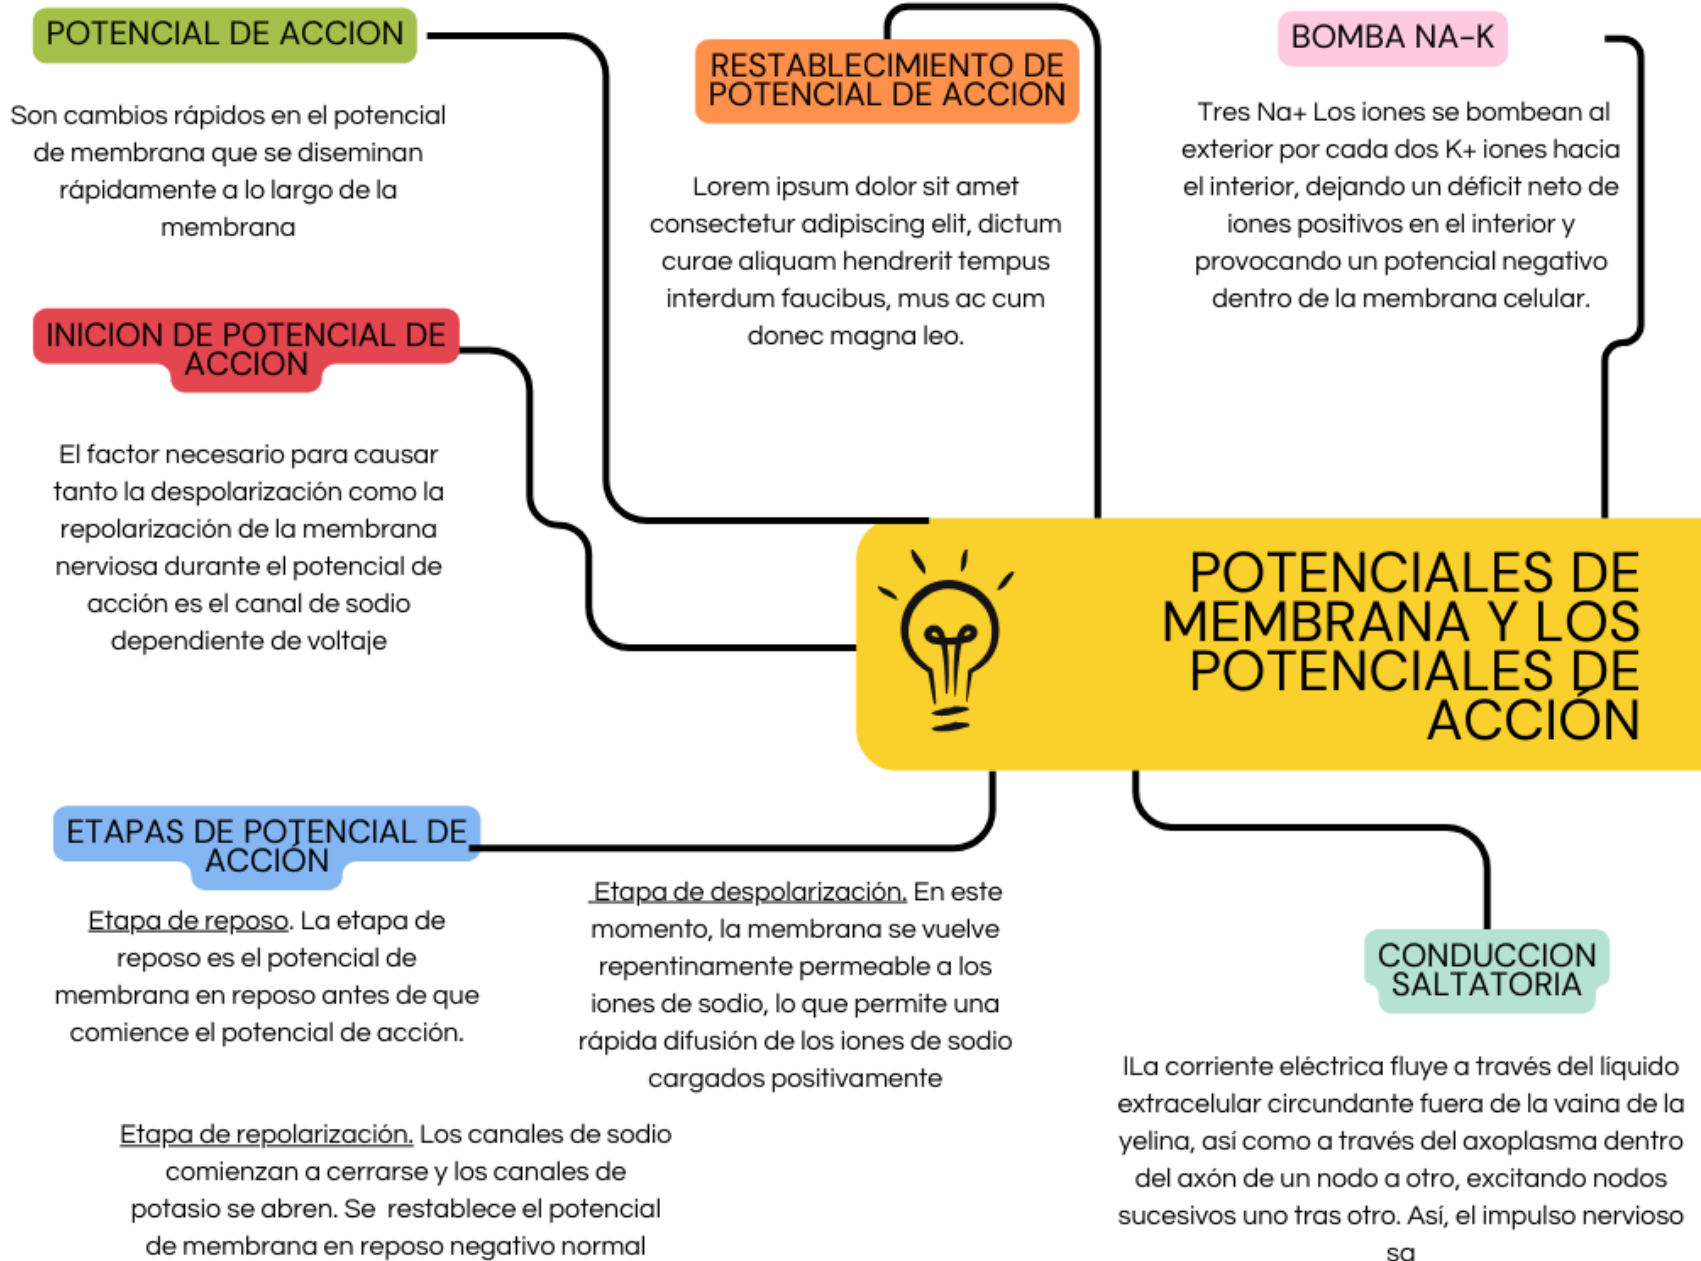 POTENCIAL DE ACCION
Son cambios rápidos en el potencial
de membrana que se diseminan
rápidamente a lo largo de la
membrana
RESTABLECIMIENTO DE
POTENCIAL DE ACCION
Lorem ipsum dolor sit amet
consectetur adipiscing elit, dictum
curae aliquam hendrerit tempus
interdum faucibus, mus ac cum
donec magna leo.
BOMBA NA-K
Tres Na+ Los iones se bombean al
exterior por cada dos K+ iones hacia
el interior, dejando un déficit neto de
iones positivos en el interior y
provocando un potencial negativo
dentro de la membrana celular.
INICION DE POTENCIAL DE
ACCION
El factor necesario para causar
tanto la despolarización como la
repolarización de la membrana
nerviosa durante el potencial de
acción es el canal de sodio
dependiente de voltaje
POTENCIALES DE
MEMBRANA Y LOS
POTENCIALES DE
ACCIÓN
ETAPAS DE POTENCIAL DE
ACCIÓN
Etapa de reposo. La etapa de
reposo es el potencial de
membrana en reposo antes de que
comience el potencial de acción.
Etapa de despolarización. En este
momento, la membrana se vuelve
repentinamente permeable a los
iones de sodio, lo que permite una
rápida difusión de los iones de sodio
cargados positivamente
Etapa de repolarización. Los canales de sodio
comienzan a cerrarse y los canales de
potasio se abren. Se restablece el potencial
de membrana en reposo negativo normal
CONDUCCION
SALTATORIA
lLa corriente eléctrica fluye a través del líquido
extracelular circundante fuera de la vaina de la
yelina, así como a través del axoplasma dentro
del axón de un nodo a otro, excitando nodos
sucesivos uno tras otro. Así, el impulso nervioso
sa